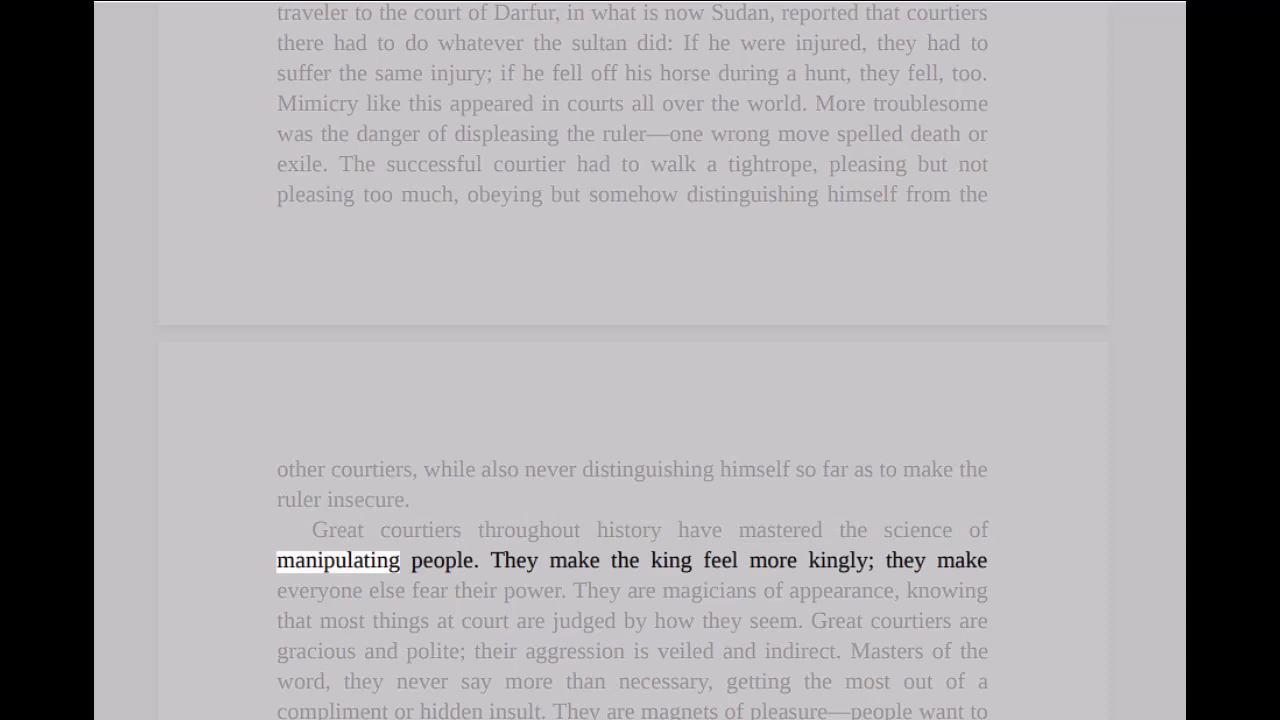 traveler to the court of Darfur, in what is now Sudan, reported that courtiers
there had to do whatever the sultan did: If he were injured, they had to
suffer the same injury; if he fell off his horse during a hunt, they fell, too.
Mimicry like this appeared in courts all over the world. More troublesome
was the danger of displeasing the ruler—one wrong move spelled death or
exile. The successful courtier had to walk a tightrope, pleasing but not
pleasing too much, obeying but somehow distinguishing himself from the
other courtiers, while also never distinguishing himself so far as to make the
ruler insecure.
Great courtiers throughout history have mastered the science of
manipulating people. They make the king feel more kingly; they make
everyone else fear their power. They are magicians of appearance, knowing
that most things at court are judged by how they seem. Great courtiers are
gracious and polite; their aggression is veiled and indirect. Masters of the
word, they never say more than necessary, getting the most out of a
compliment or hidden insult. They are magnets of pleasure—people want to